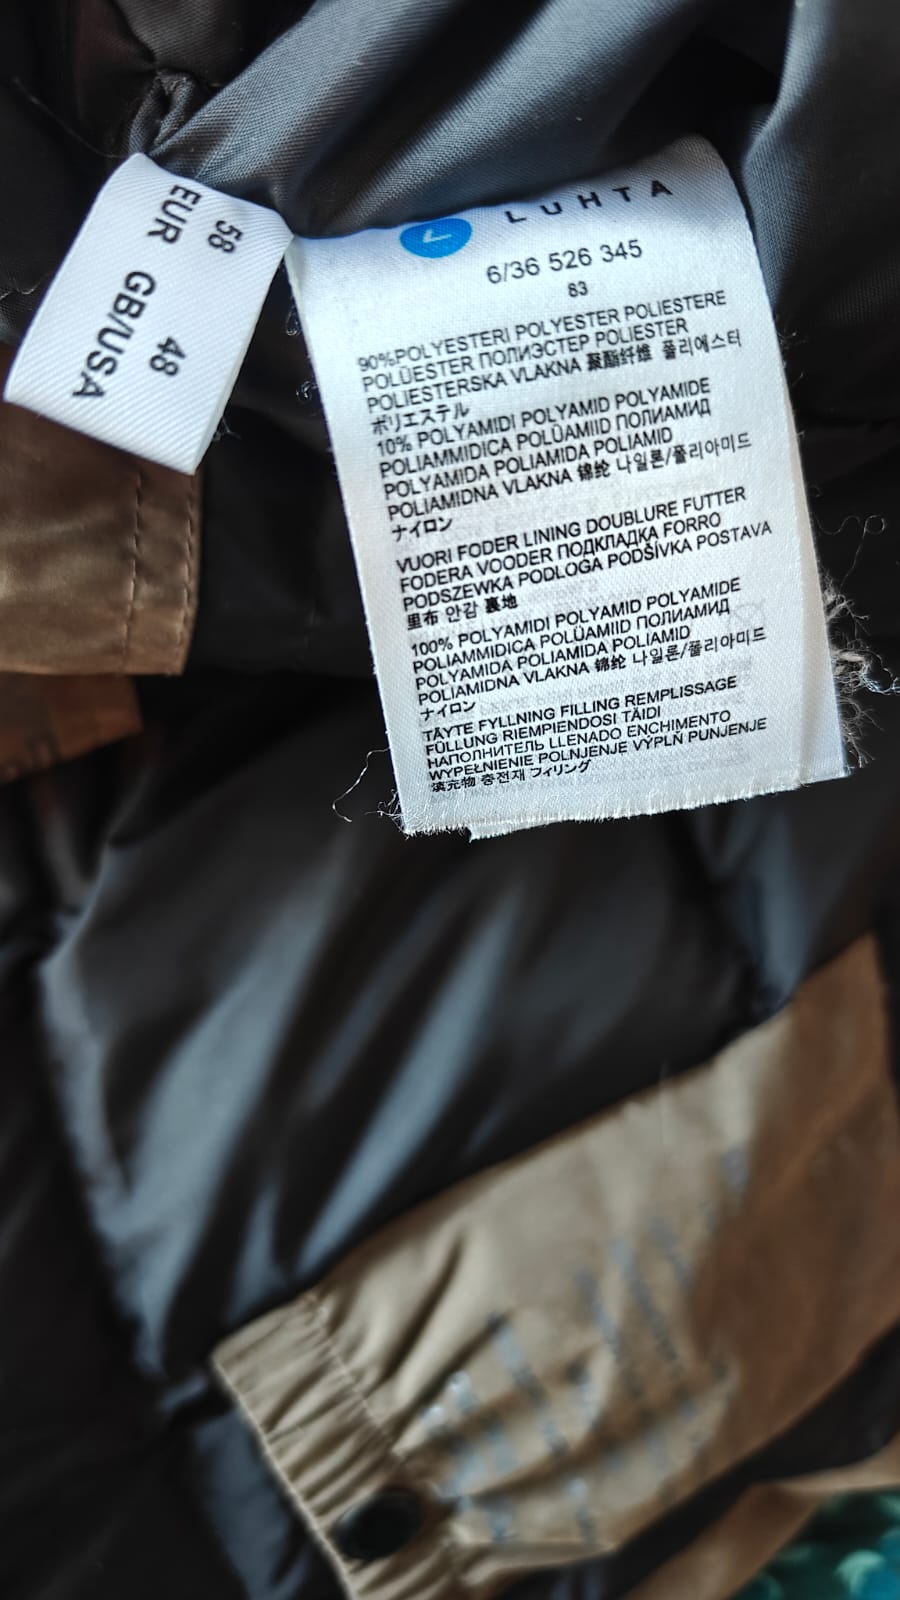 58 48
EUR GB/USA
LUHTA
6/36 526 345
83
90%POLYESTERI POLYESTER POLIESTERE
POLÜESTER ПОЛИЭСТЕР POLIESTER
POLIESTERSKA VLAKNA 聚酯纤维 폴리에스터
ポリエステル
10% POLYAMIDI POLYAMID POLYAMIDE
POLIAMMIDICA POLÜAMIID ПОЛИАМИД
POLYAMIDA POLIAMIDA POLIAMID
POLIAMIDNA VLAKNA 锦纶 나일론/폴리아미드
ナイロン
VUORI FODER LINING DOUBLURE FUTTER
FODERA VOODER ПОДКЛАДКА FORRO
PODSZEWKA PODLOGA PODŠÍVKA POSTAVA
里布 안감 裏地
100% POLYAMIDI POLYAMID POLYAMIDE
POLIAMMIDICA POLÜAMIID ПОЛИАМИД
POLYAMIDA POLIAMIDA POLIAMID
POLIAMIDNA VLAKNA 锦纶 나일론/폴리아미드
ナイロン
TÄYTE FYLLNING FILLING REMPLISSAGE
FÜLLUNG RIEMPIENDOSI TÄIDI
НАПОЛНИТЕЛЬ LLENADO ENCHIMENTO
WYPEŁNIENIE POLNJENJE VÝPLŇ PUNJENJE
填充物 충전재 フィリング